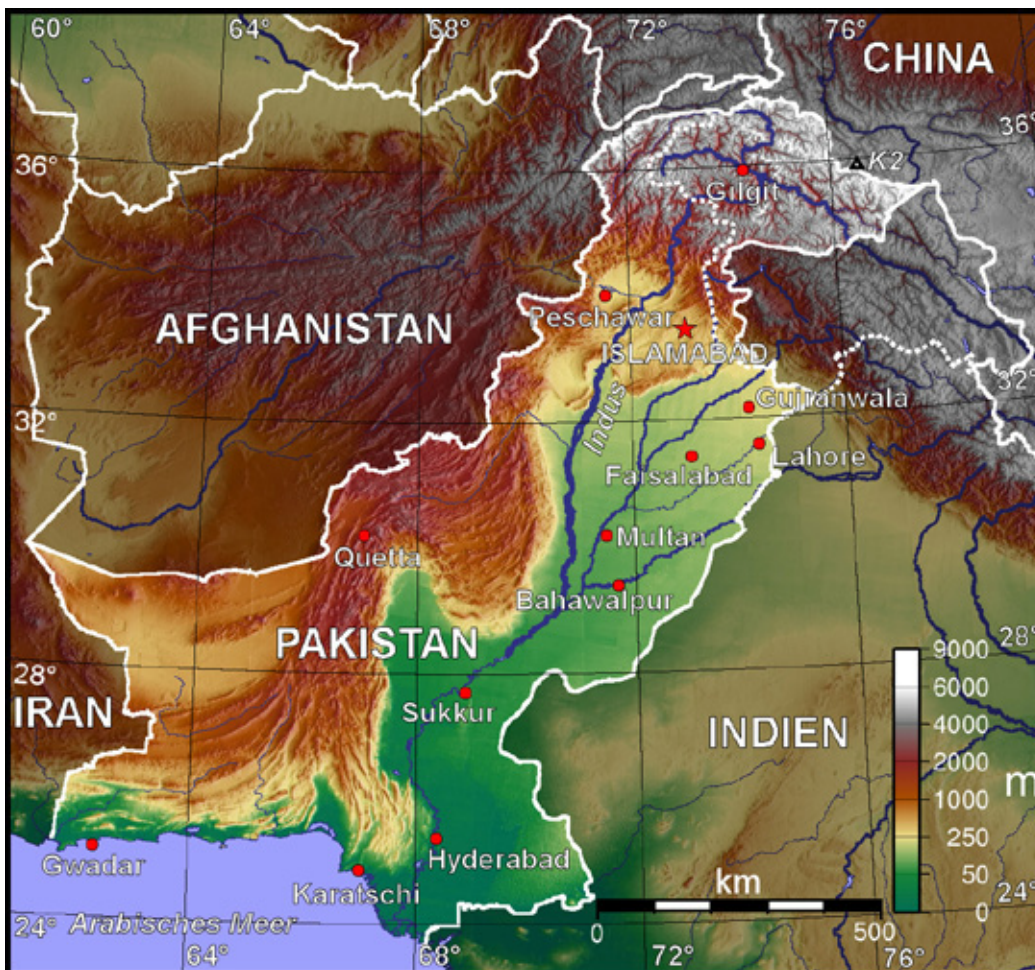 60°
64°
68°
72°
76°
CHINA
36°
36°
K2
Gilgit
Peschawar
AFGHANISTAN
ISLAMABAD
32°
32°
Indus
Gujranwala
Lahore
Faisalabad
Quetta
Multan
Bahawalpur
PAKISTAN
28°
28°
IRAN
Sukkur
INDIEN
9000
6000
4000
2000
1000
250
50
0
m
Gwadar
Hyderabad
Karatschi
km
24°
24°
Arabisches Meer
0
500
64°
68°
72°
76°